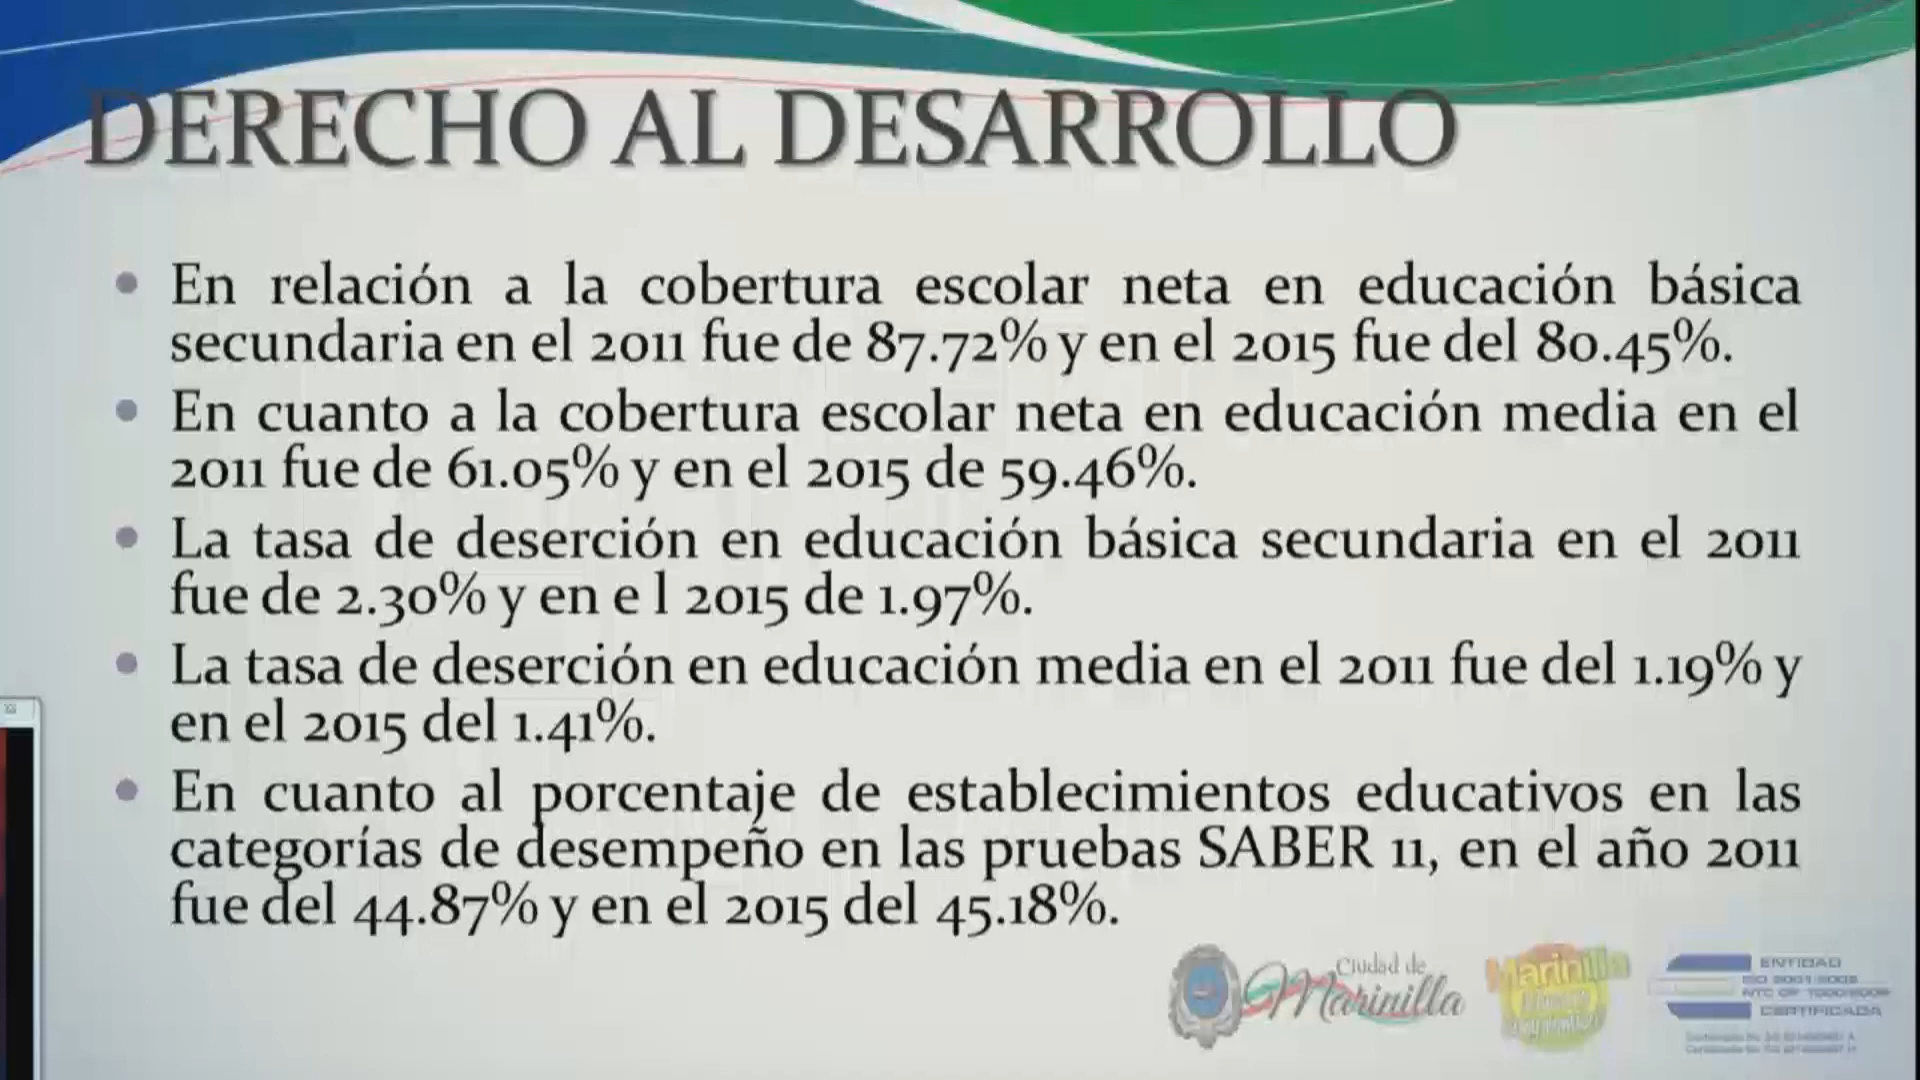 DERECHO AL DESARROLLO
• En relación a la cobertura escolar neta en educación básica
secundaria en el 2011 fue de 87.72% y en el 2015 fue del 80.45%.
• En cuanto a la cobertura escolar neta en educación media en el
2011 fue de 61.05% y en el 2015 de 59.46%.
• La tasa de deserción en educación básica secundaria en el 2011
fue de 2.30% y en e l 2015 de 1.97%.
• La tasa de deserción en educación media en el 2011 fue del 1.19% y
en el 2015 del 1.41%.
• En cuanto al porcentaje de establecimientos educativos en las
categorías de desempeño en las pruebas SABER 11, en el año 2011
fue del 44.87% y en el 2015 del 45.18%.
Ciudad de
Marinilla
Marinilla
ENTIDAD
CERTIFICADA